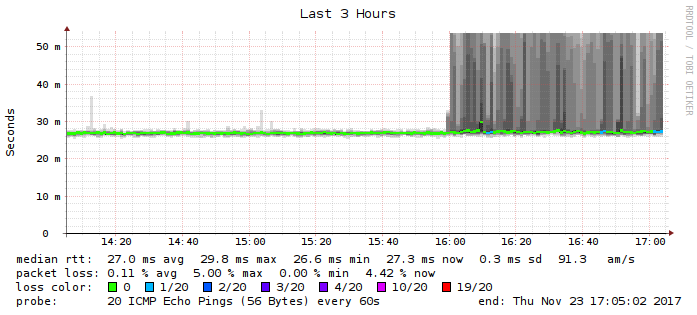 Last 3 Hours
RRDTOOL / TOBI OETIKER
Seconds
50 m
40 m
30 m
20 m
10 m
0
14:20 14:40 15:00 15:20 15:40 16:00 16:20 16:40 17:00
median rtt: 27.0 ms avg 29.8 ms max 26.6 ms min 27.3 ms now 0.3 ms sd 91.3 am/s
packet loss: 0.11 % avg 5.00 % max 0.00 % min 4.42 % now
loss color: 0 1/20 2/20 3/20 4/20 10/20 19/20
probe: 20 ICMP Echo Pings (56 Bytes) every 60s end: Thu Nov 23 17:05:02 2017